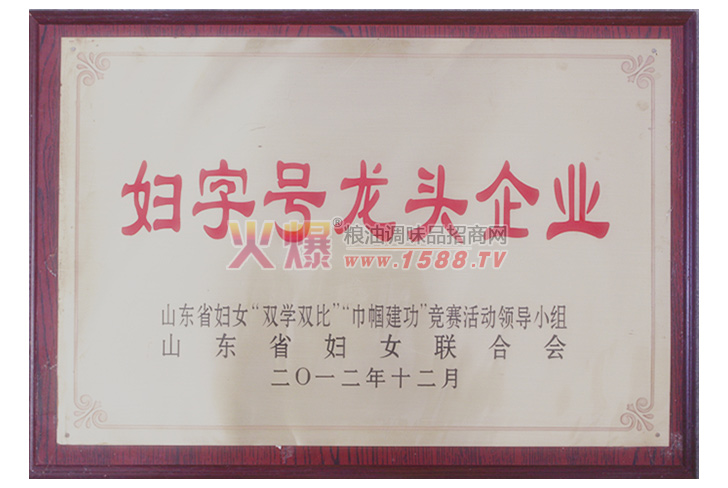 妇字号龙头企业
火爆®粮油调味品招商网
www.1588.TV
山东省妇女“双学双比”“巾帼建功”竞赛活动领导小组
山东省妇女联合会
二〇一二年十二月